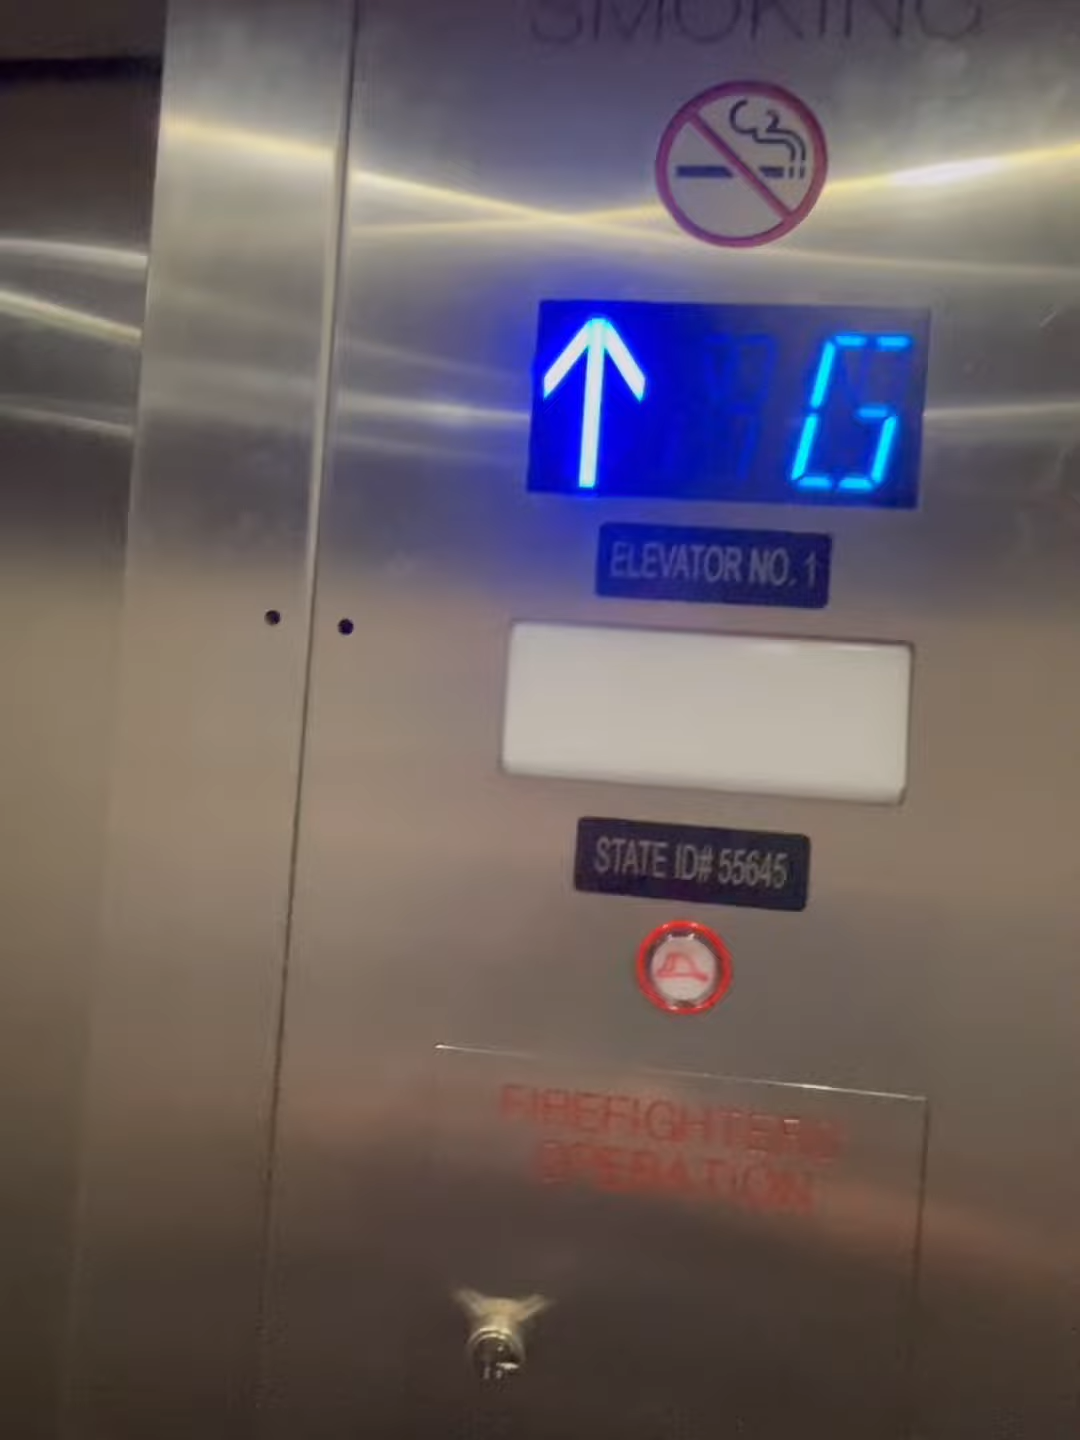 SMOKING
G
ELEVATOR NO. 1
STATE ID# 55645
FIREFIGHTERS
OPERATION